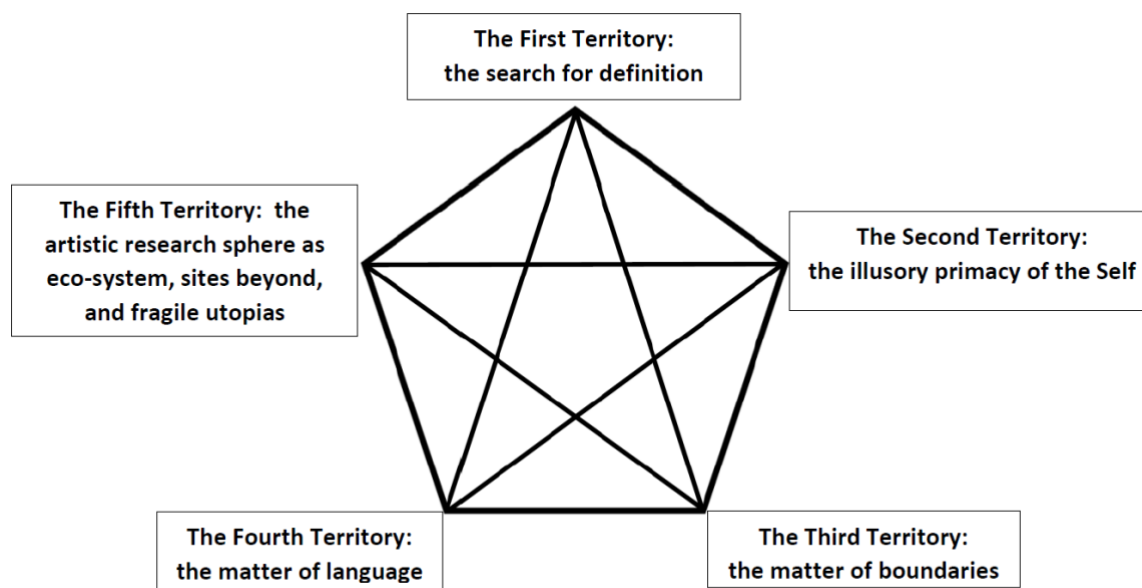 The First Territory:
the search for definition
The Second Territory:
the illusory primacy of the Self
The Third Territory:
the matter of boundaries
The Fourth Territory:
the matter of language
The Fifth Territory:  the
artistic research sphere as
eco-system, sites beyond,
and fragile utopias